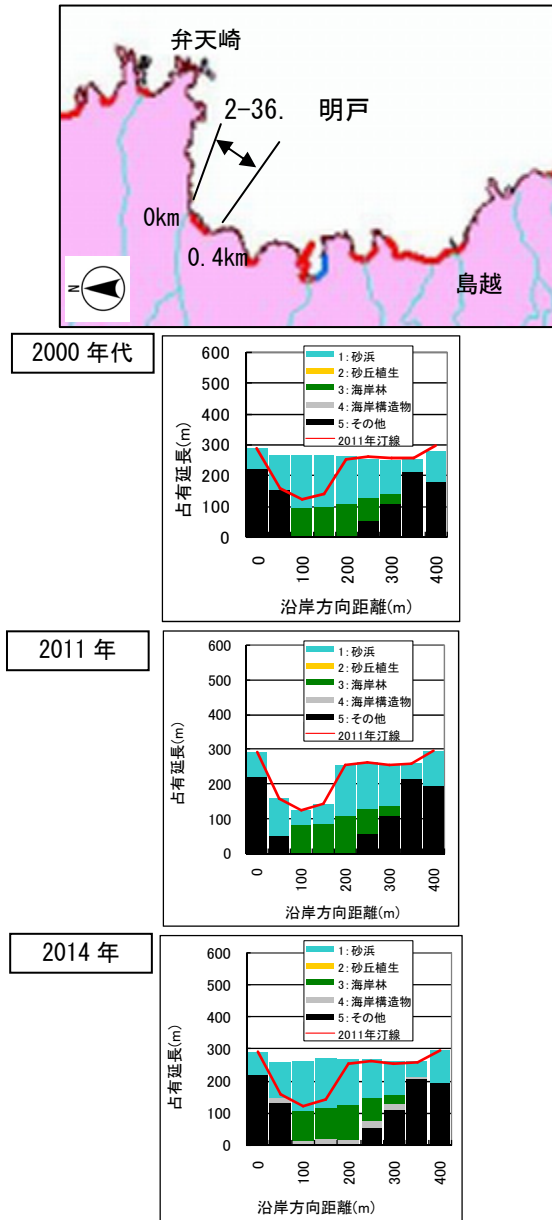 弁天崎
2-36. 明戸
0km
0.4km
島越
N
2000 年代
600
500
400
300
200
100
0
占有延長(m)
1:砂浜
2:砂丘植生
3:海岸林
4:海岸構造物
5:その他
2011年汀線
0
100
200
300
400
沿岸方向距離(m)
2011 年
600
500
400
300
200
100
0
占有延長(m)
1:砂浜
2:砂丘植生
3:海岸林
4:海岸構造物
5:その他
2011年汀線
0
100
200
300
400
沿岸方向距離(m)
2014 年
600
500
400
300
200
100
0
占有延長(m)
1:砂浜
2:砂丘植生
3:海岸林
4:海岸構造物
5:その他
2011年汀線
0
100
200
300
400
沿岸方向距離(m)